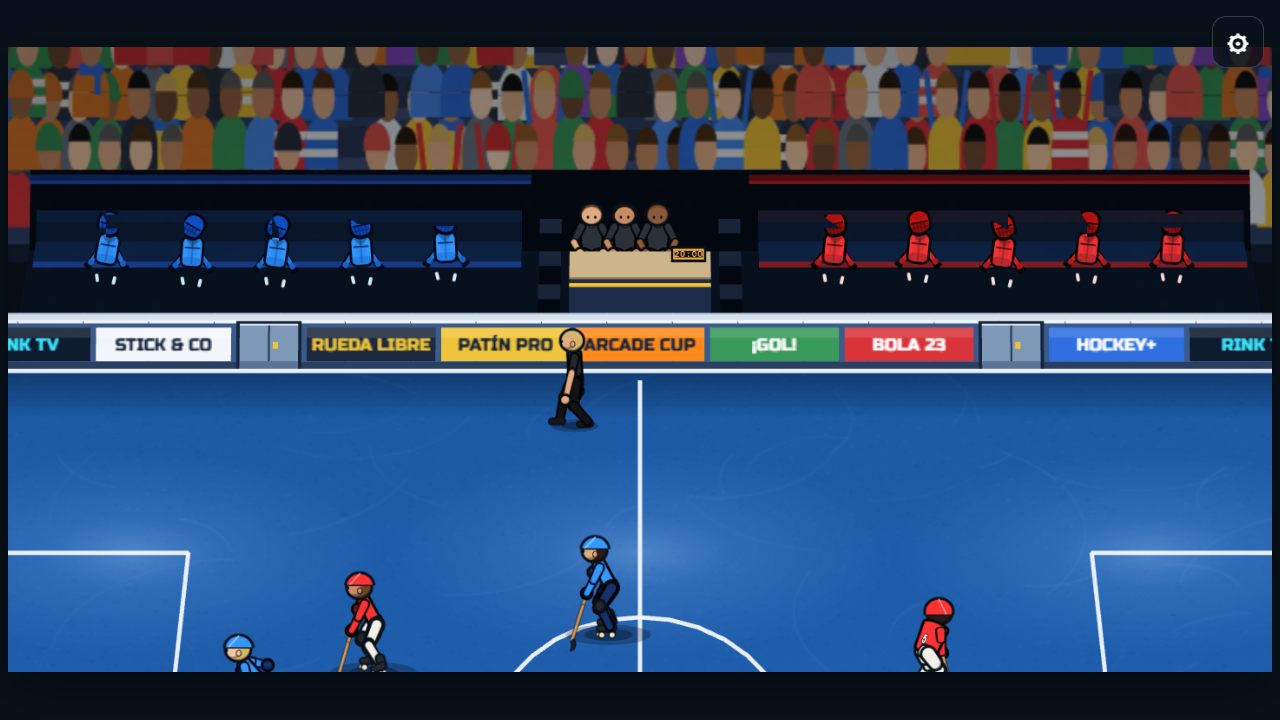 20:00
NK TV
STICK & CO
RUEDA LIBRE
PATÍN PRO
ARCADE CUP
¡GOL!
BOLA 23
HOCKEY+
RINK